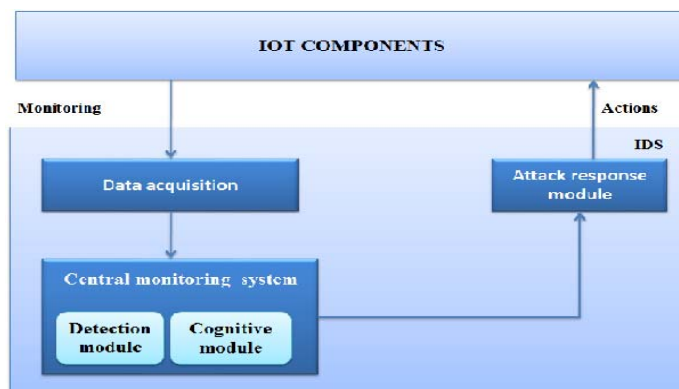 IOT COMPONENTS
Monitoring
Actions
IDS
Data acquisition
Attack response
module
Central monitoring system
Detection
module
Cognitive
module